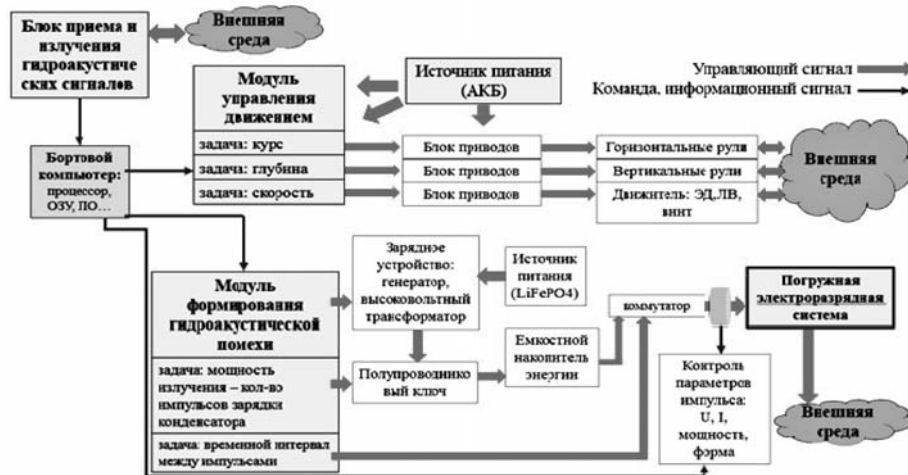 Блок приема и
излучения
гидроакустиче
ских сигналов
Внешняя
среда
Модуль
управления
движением
задача: курс
задача: глубина
задача: скорость
Источник питания
(АКБ)
Управляющий сигнал
Команда, информационный сигнал
Бортовой
компьютер:
процессор,
ОЗУ, ПО...
Блок приводов
Блок приводов
Блок приводов
Горизонтальные рули
Вертикальные рули
Движитель: ЭД,ЛВ,
винт
Внешняя
среда
Модуль
формирования
гидроакустической
помехи
задача: мощность
излучения – кол-во
импульсов зарядки
конденсатора
задача: временной интервал
между импульсами
Зарядное
устройство:
генератор,
высоковольтный
трансформатор
Источник
питания
(LiFePO4)
Полупроводнико
вый ключ
Емкостной
накопитель
энергии
коммутатор
Погружная
электроразрядная
система
Контроль
параметров
импульса:
U, I,
мощность,
форма
Внешняя
среда